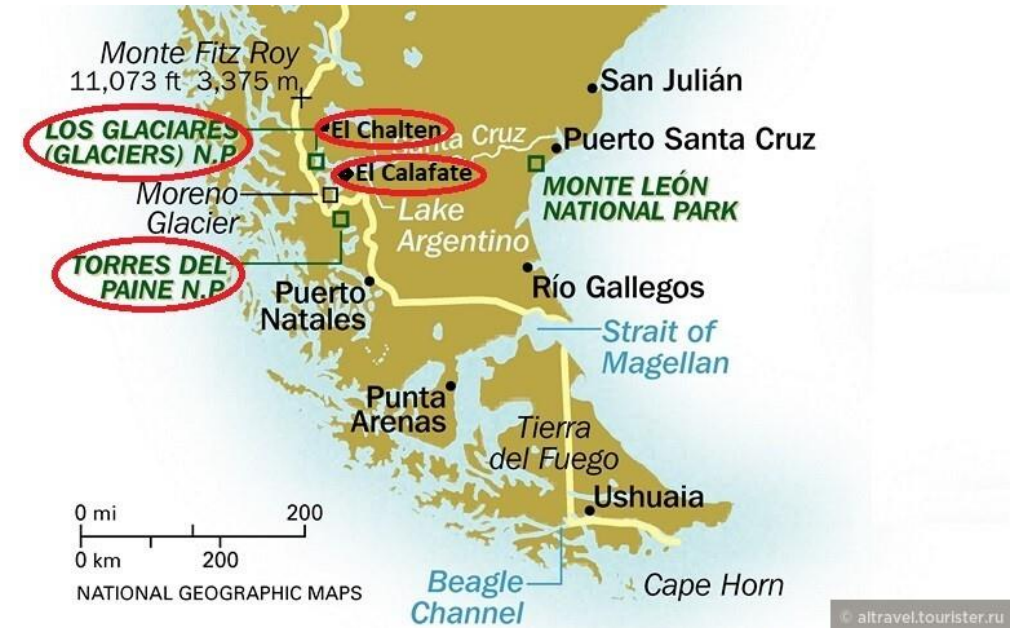 Monte Fitz Roy
11,073 ft 3,375 m
San Julián
LOS GLACIARES
(GLACIERS) N.P.
El Chalten
Santa Cruz
Puerto Santa Cruz
El Calafate
MONTE LEÓN
NATIONAL PARK
Moreno
Glacier
Lake
Argentino
TORRES DEL
PAINE N.P.
Puerto
Natales
Río Gallegos
Strait of
Magellan
Punta
Arenas
Tierra
del Fuego
Ushuaia
0 mi 200
0 km 200
NATIONAL GEOGRAPHIC MAPS
Beagle
Channel
Cape Horn
© altravel.tourister.ru